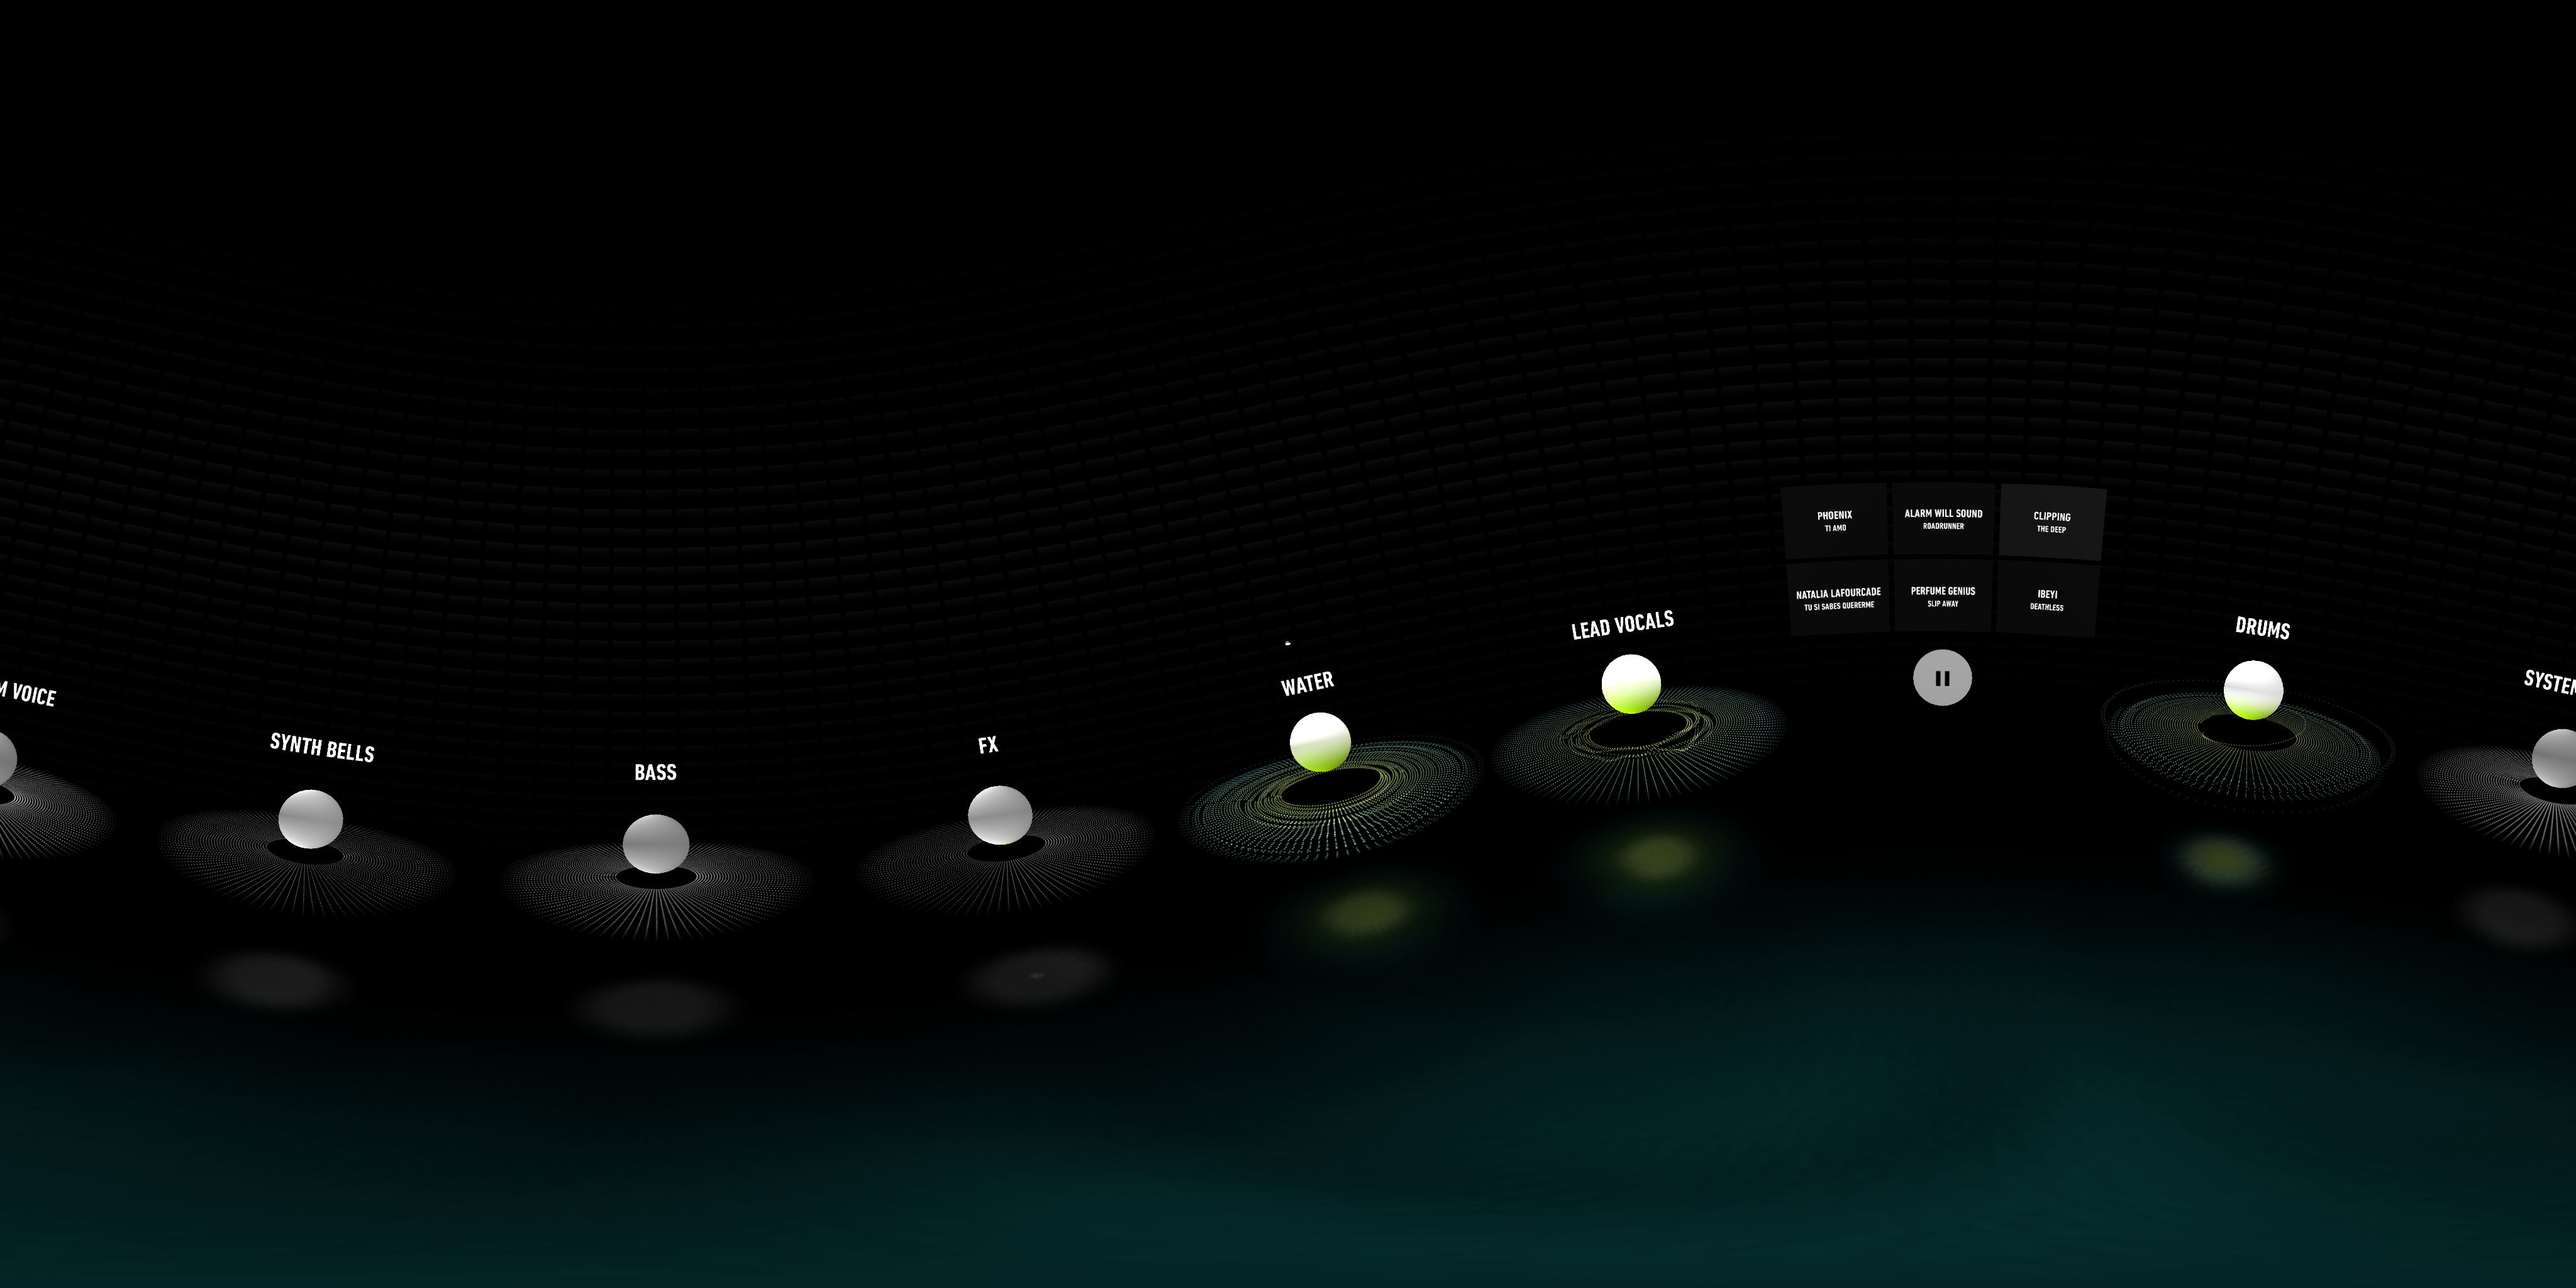 PHOENIX
TI AMO
ALARM WILL SOUND
ROADRUNNER
CLIPPING
THE DEEP
NATALIA LAFOURCADE
TU SI SABES QUERERME
PERFUME GENIUS
SLIP AWAY
IBEYI
DEATHLESS
M VOICE
SYNTH BELLS
BASS
FX
WATER
LEAD VOCALS
DRUMS
SYSTEM